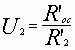 U₂ = R'ₒc / R'₂